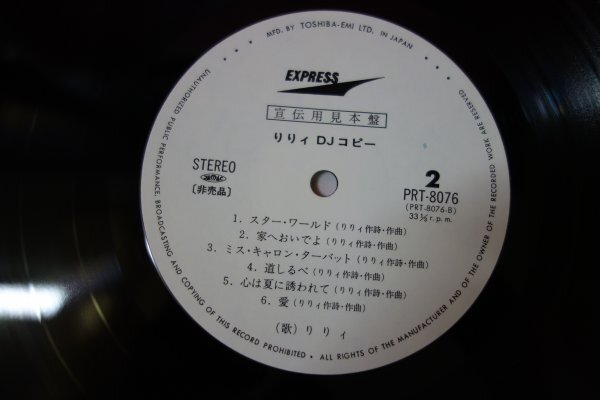 MFD. BY TOSHIBA-EMI LTD. IN JAPAN
EXPRESS
宣伝用見本盤
りりィ DJコピー
STEREO
〔非売品〕
2
PRT-8076
(PRT-8076-B)
33⅓ r.p.m.
1. スター・ワールド (りりィ作詩・作曲)
2. 家へおいでよ (りりィ作詩・作曲)
3. ミス・キャロン・ターバット (りりィ作詩・作曲)
4. 道しるべ (りりィ作詩・作曲)
5. 心は夏に誘われて (りりィ作詩・作曲)
6. 愛 (りりィ作詩・作曲)
(歌) りりィ
UNAUTHORIZED PUBLIC PERFORMANCE, BROADCASTING AND COPYING OF THIS RECORD PROHIBITED • ALL RIGHTS OF THE MANUFACTURER AND OF THE OWNER OF THE RECORDED WORK ARE RESERVED